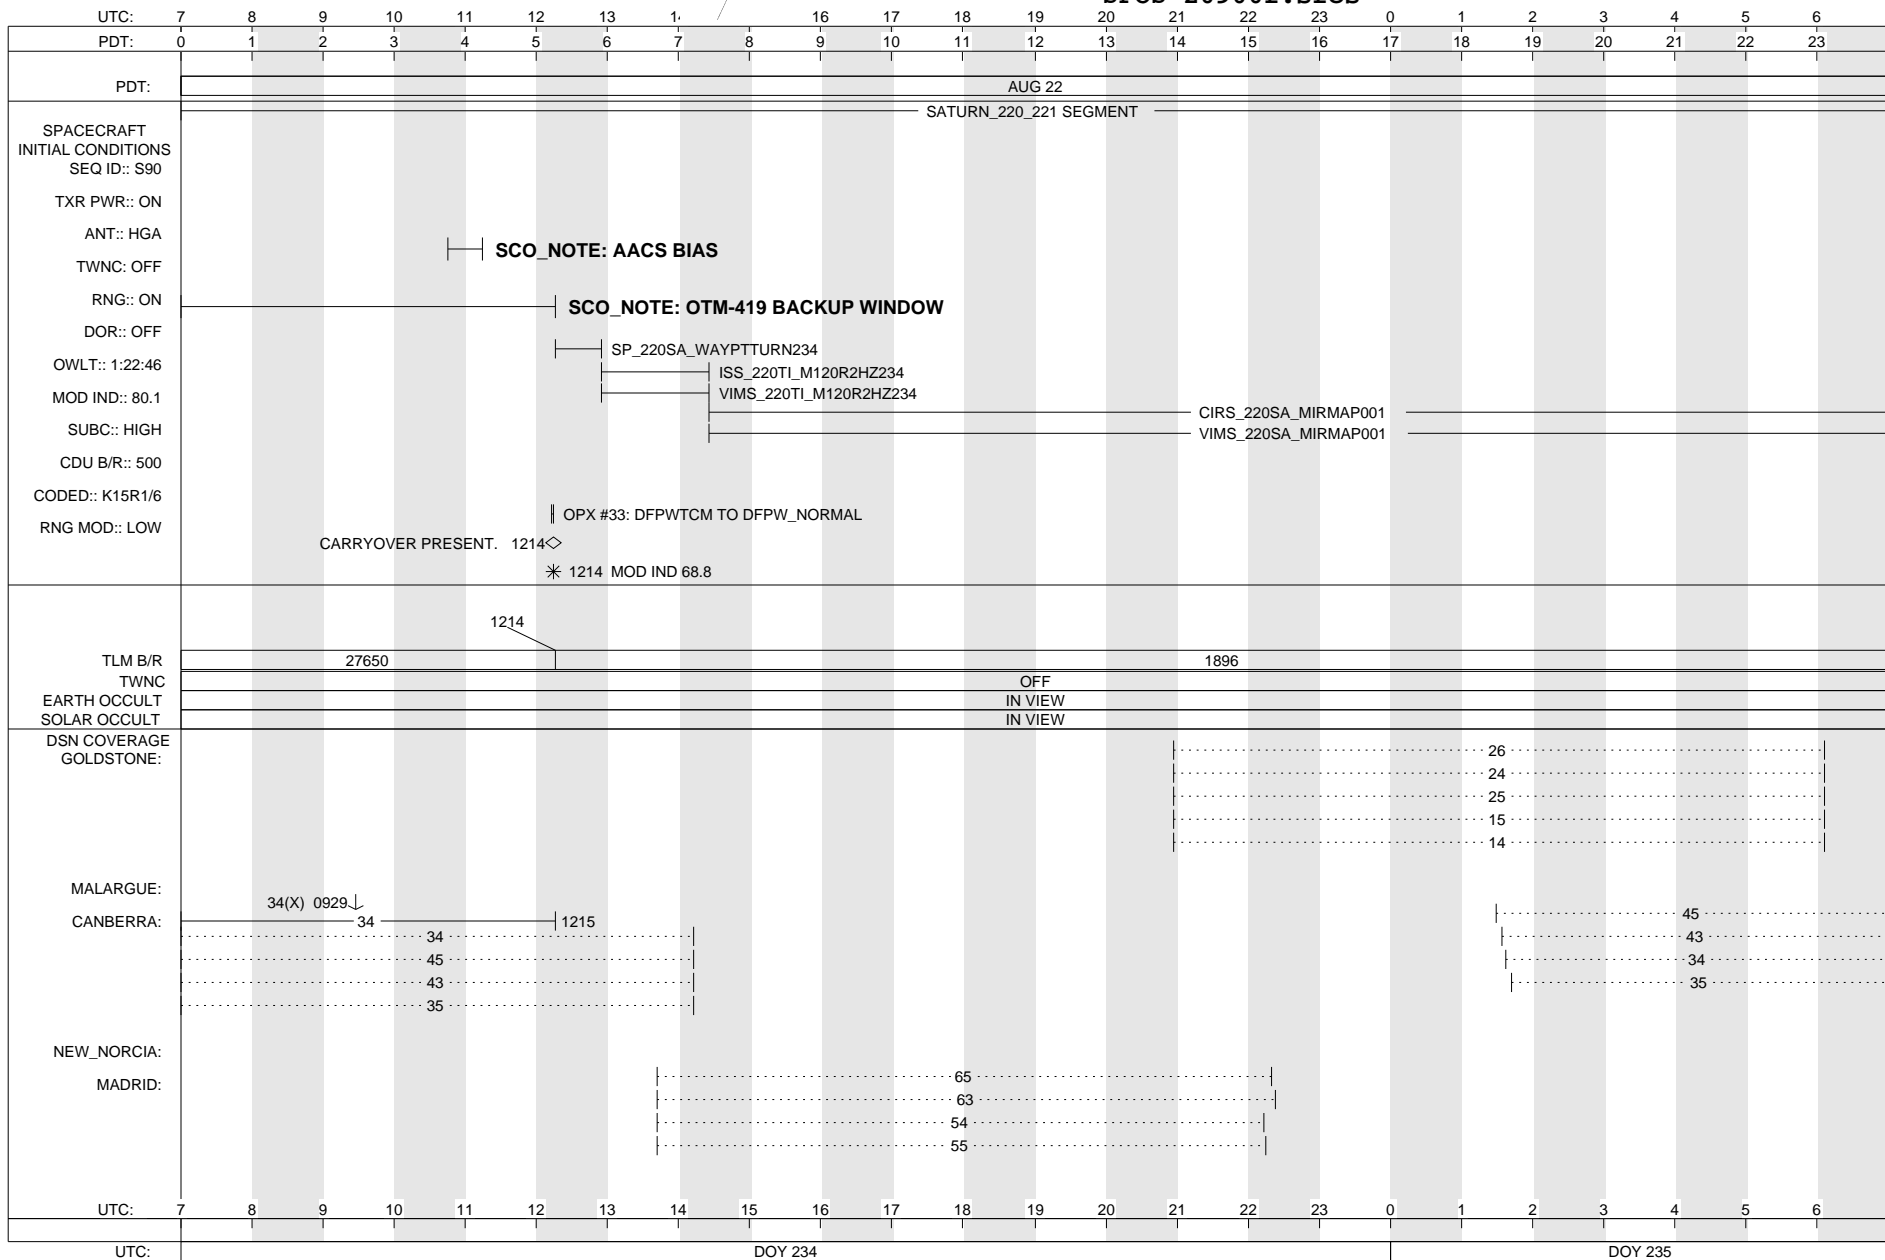 UTC: 7 8 9 10 11 12 13 16 17 18 19 20 21 22 23 0 1 2 3 4 5 6
PDT: 0 1 2 3 4 5 6 7 8 9 10 11 12 13 14 15 16 17 18 19 20 21 22 23
PDT: AUG 22
SATURN_220_221 SEGMENT
SPACECRAFT
INITIAL CONDITIONS
SEQ ID:: S90
TXR PWR:: ON
ANT:: HGA
SCO_NOTE: AACS BIAS
TWNC: OFF
RNG:: ON
SCO_NOTE: OTM-419 BACKUP WINDOW
DOR:: OFF
SP_220SA_WAYPTTURN234
OWLT:: 1:22:46
ISS_220TI_M120R2HZ234
VIMS_220TI_M120R2HZ234
MOD IND:: 80.1
CIRS_220SA_MIRMAP001
SUBC:: HIGH
VIMS_220SA_MIRMAP001
CDU B/R:: 500
CODED:: K15R1/6
OPX #33: DFPWTCM TO DFPW_NORMAL
RNG MOD:: LOW
CARRYOVER PRESENT. 1214
1214 MOD IND 68.8
1214
TLM B/R 27650 1896
TWNC OFF
EARTH OCCULT IN VIEW
SOLAR OCCULT IN VIEW
DSN COVERAGE
GOLDSTONE: 26
24
25
15
14
MALARGUE:
34(X) 0929
CANBERRA: 34 1215 45
34 43
45 34
43 35
35
NEW_NORCIA:
65
MADRID:
63
54
55
UTC: 7 8 9 10 11 12 13 14 15 16 17 18 19 20 21 22 23 0 1 2 3 4 5 6
UTC: DOY 234 DOY 235